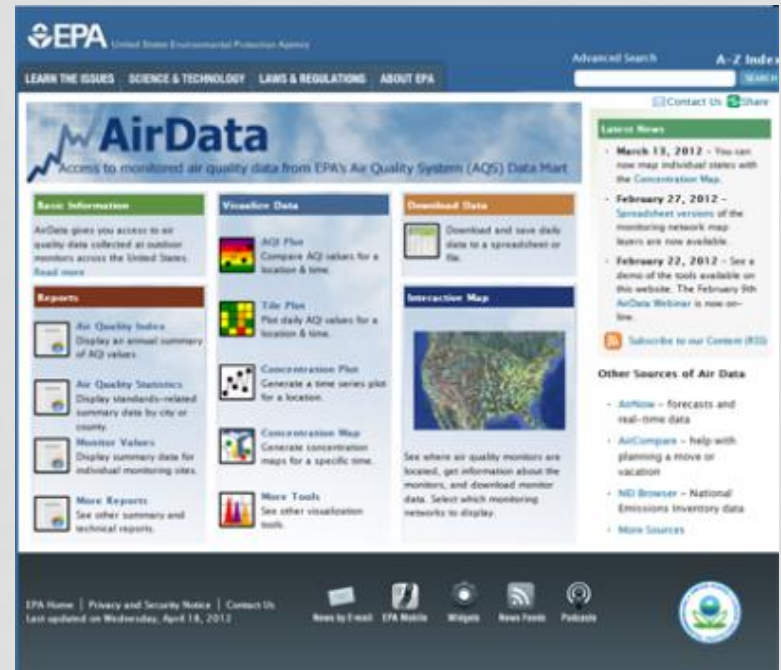 EPA United States Environmental Protection Agency
LEARN THE ISSUES SCIENCE & TECHNOLOGY LAWS & REGULATIONS ABOUT EPA
Advanced Search A-Z Index
SEARCH
Contact Us Share
AirData
Access to monitored air quality data from EPA's Air Quality System (AQS) Data Mart
Basic Information
AirData gives you access to air
quality data collected at outdoor
monitors across the United States.
Read more
Reports
Air Quality Index
Display an annual summary
of AQI values.
Air Quality Statistics
Display standards-related
summary data by city or
county.
Monitor Values
Display summary data for
individual monitoring sites.
More Reports
See other summary and
technical reports.
Visualize Data
AQI Plot
Compare AQI values for a
location & time.
Tile Plot
Plot daily AQI values for a
location & time.
Concentration Plot
Generate a time series plot
for a location.
Concentration Map
Generate concentration
maps for a specific time.
More Tools
See other visualization
tools.
Download Data
Download and save daily
data to a spreadsheet or
file.
Interactive Map
See where air quality monitors are
located, get information about the
monitors, and download monitor
data. Select which monitoring
networks to display.
Latest News
March 13, 2012 - You can
now map individual states with
the Concentration Map.
February 27, 2012 -
Spreadsheet versions of the
monitoring network map
layers are now available.
February 22, 2012 - See a
demo of the tools available on
this website. The February 9th
AirData Webinar is now on-
line.
Subscribe to our Content (RSS)
Other Sources of Air Data
AirNow - forecasts and
real-time data
AirCompare - help with
planning a move or
vacation
NEI Browser - National
Emissions Inventory data
More Sources
EPA Home | Privacy and Security Notice | Contact Us
Last updated on Wednesday, April 18, 2012
News by E-mail EPA Mobile Widgets News Feeds Podcasts